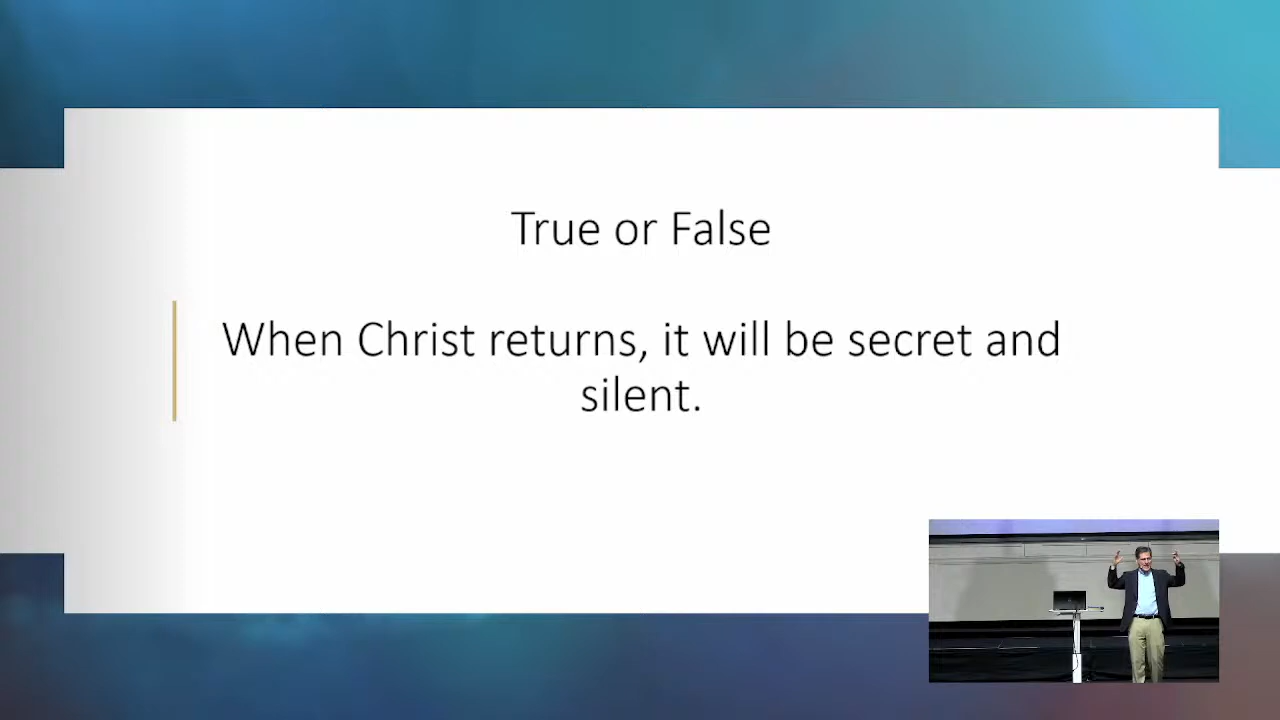 True or False
When Christ returns, it will be secret and
silent.